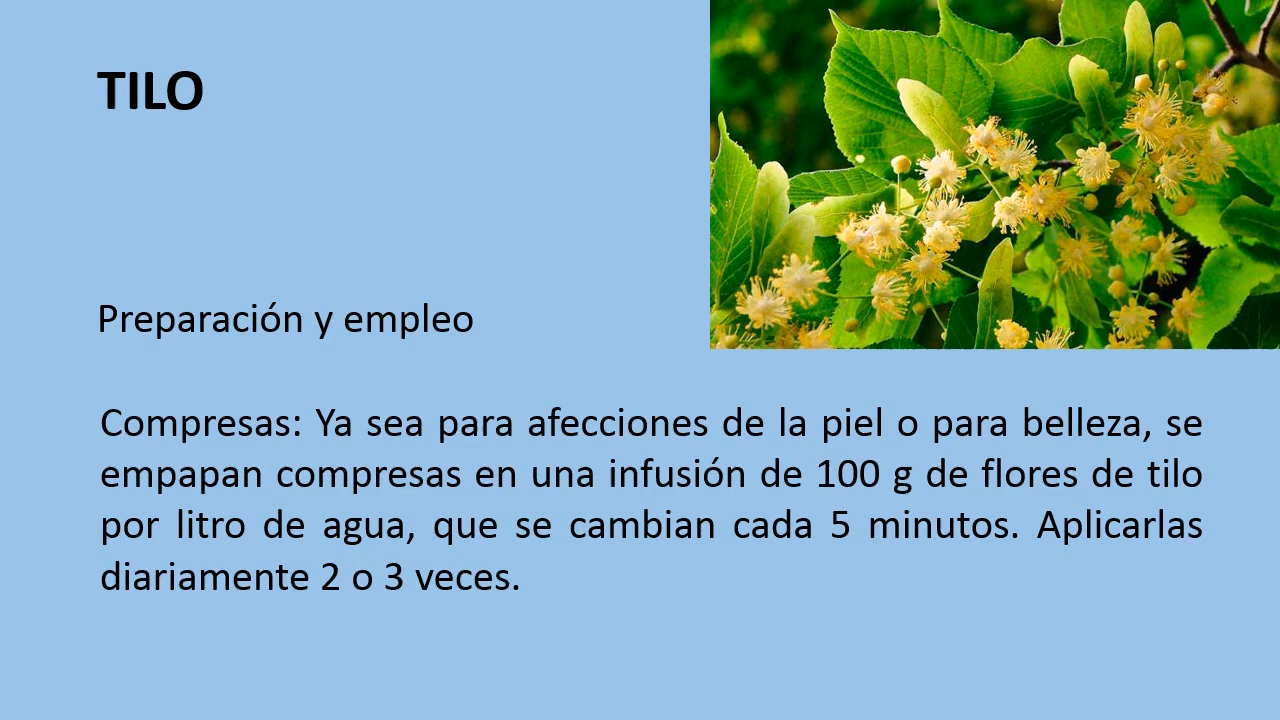 TILO
Preparación y empleo
Compresas: Ya sea para afecciones de la piel o para belleza, se
empapan compresas en una infusión de 100 g de flores de tilo
por litro de agua, que se cambian cada 5 minutos. Aplicarlas
diariamente 2 o 3 veces.